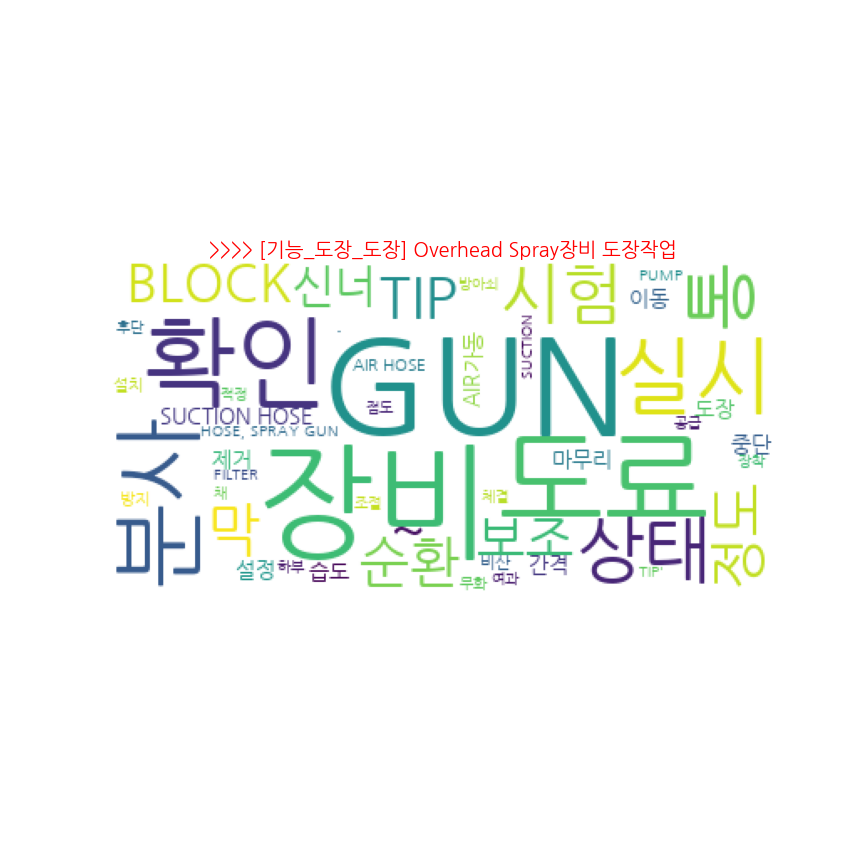 >>>> [기능_도장_도장] Overhead Spray장비 도장작업
BLOCK
신너
TIP
방아쇠
시험
PUMP
이동
통
후단
확인
-
AIR HOSE
GUN
AIR가동
SUCTION
실시
설치
적정
점도
SUCTION HOSE
도장
공급
HOSE, SPRAY GUN
분사
제거
FILTER
장비
도료
마무리
중단
장착
방지
채
막
조절
체결
~
보조
상태
정도
설정
하부
습도
순환
비산
간격
무화
여과
TIP'